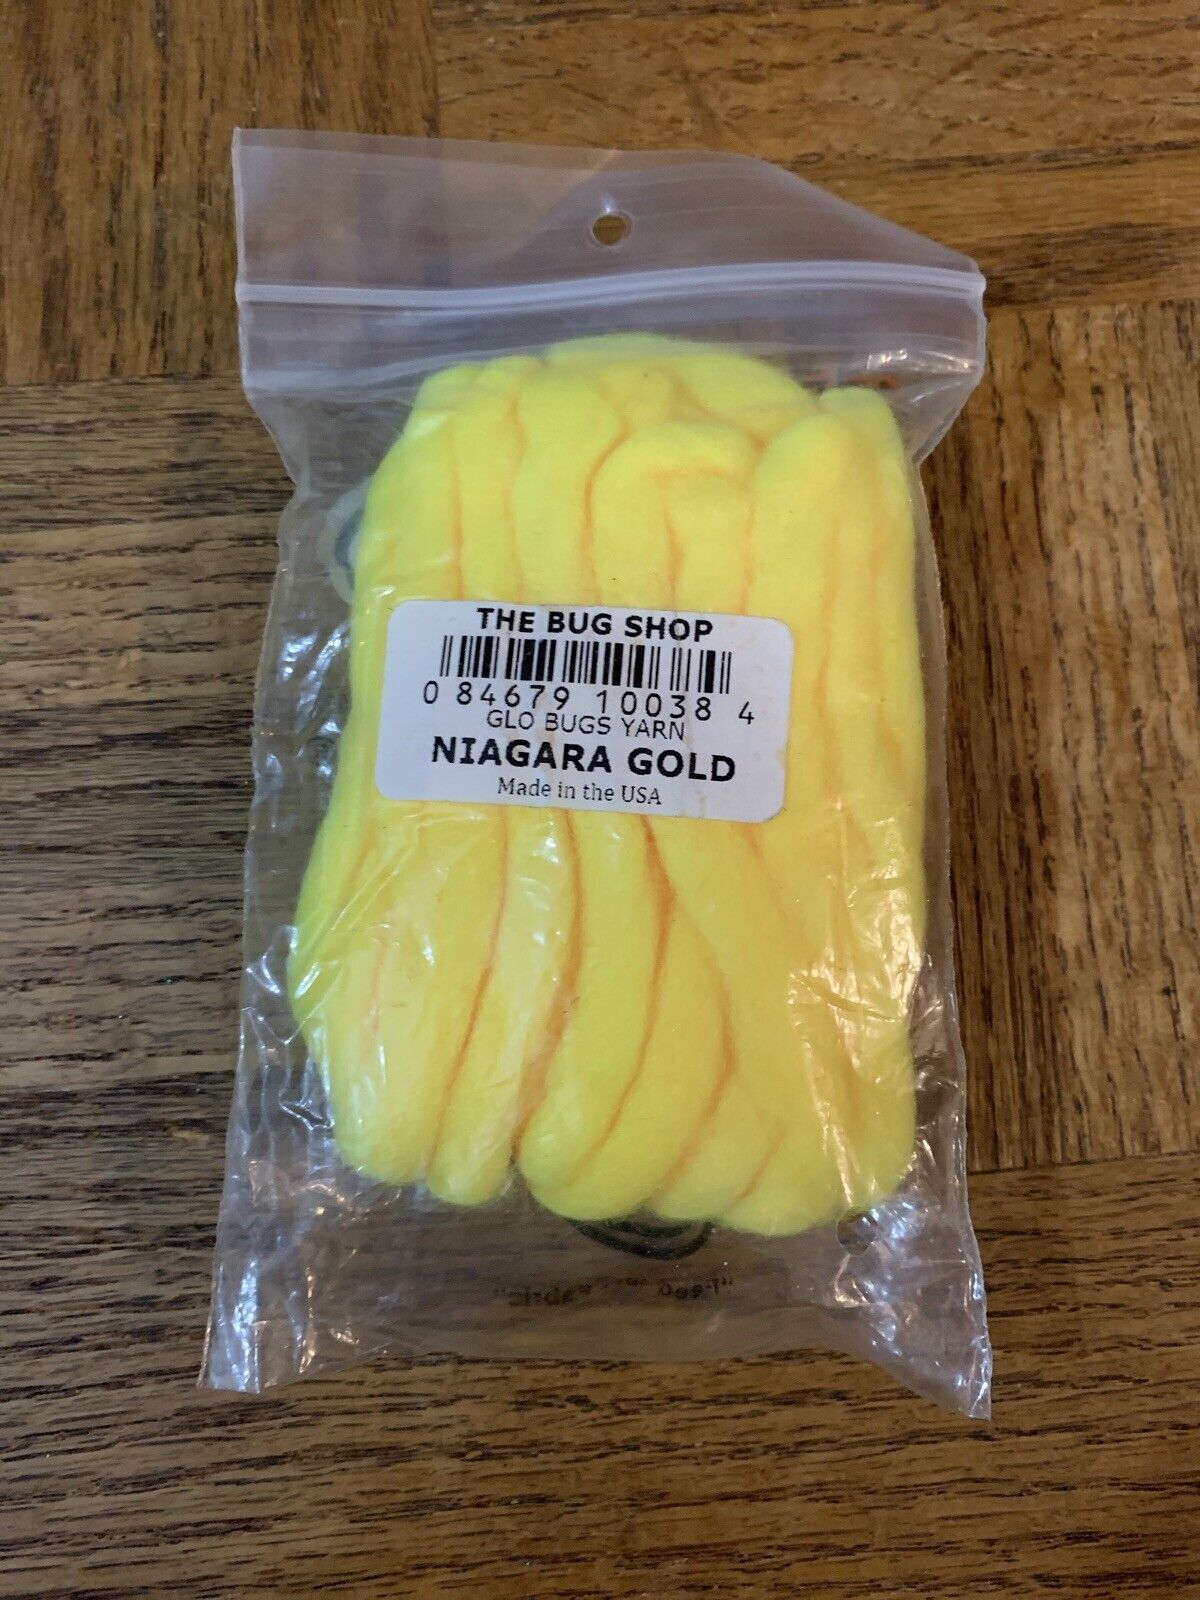 THE BUG SHOP
0 84679 10038 4
GLO BUGS YARN
NIAGARA GOLD
Made in the USA